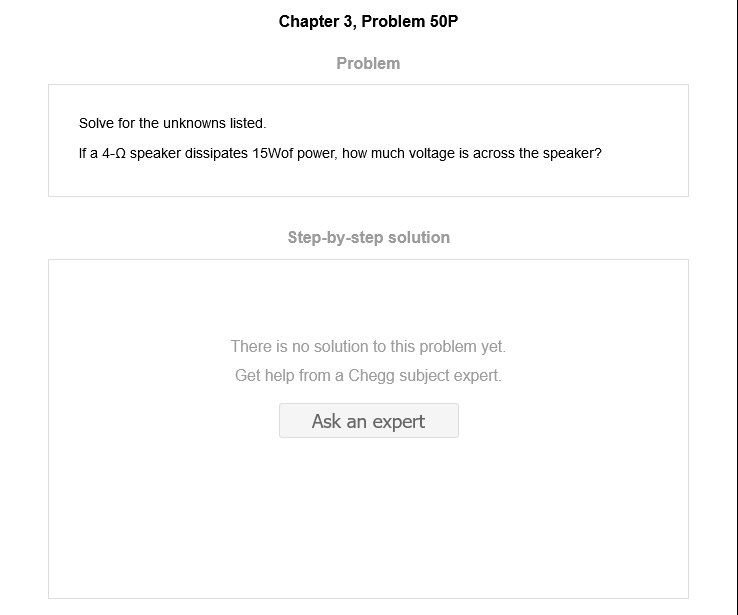 Chapter 3, Problem 50P
Problem
Solve for the unknowns listed.
If a 4-Ω speaker dissipates 15Wof power, how much voltage is across the speaker?
Step-by-step solution
There is no solution to this problem yet.
Get help from a Chegg subject expert.
Ask an expert